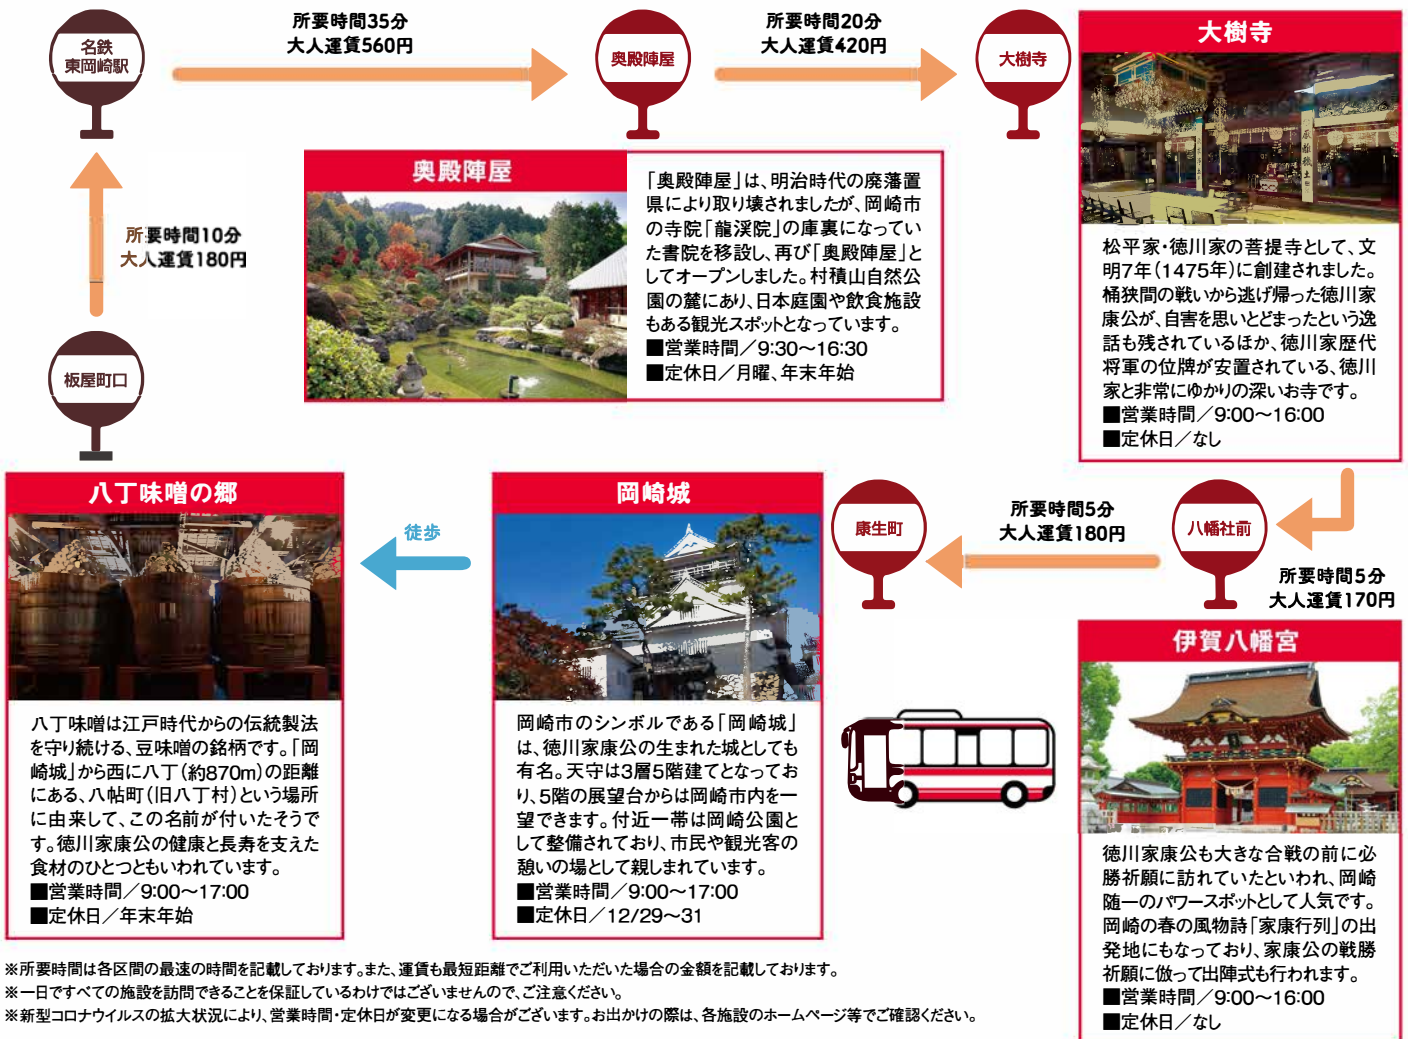 名鉄
東岡崎駅
所要時間35分
大人運賃560円
奥殿陣屋
所要時間20分
大人運賃420円
大樹寺
大樹寺
松平家・徳川家の菩提寺として、文
明7年(1475年)に創建されました。
桶狭間の戦いから逃げ帰った徳川家
康公が、自害を思いとどまったという逸
話も残されているほか、徳川家歴代
将軍の位牌が安置されている、徳川
家と非常にゆかりの深いお寺です。
■営業時間／9:00〜16:00
■定休日／なし
奥殿陣屋
「奥殿陣屋」は、明治時代の廃藩置
県により取り壊されましたが、岡崎市
の寺院「龍渓院」の庫裏になってい
た書院を移設し、再び「奥殿陣屋」と
してオープンしました。村積山自然公
園の麓にあり、日本庭園や飲食施設
もある観光スポットとなっています。
■営業時間／9:30〜16:30
■定休日／月曜、年末年始
所要時間10分
大人運賃180円
板屋町口
八丁味噌の郷
八丁味噌は江戸時代からの伝統製法
を守り続ける、豆味噌の銘柄です。「岡
崎城」から西に八丁(約870m)の距離
にある、八帖町(旧八丁村)という場所
に由来して、この名前が付いたそうで
す。徳川家康公の健康と長寿を支えた
食材のひとつともいわれています。
■営業時間／9:00〜17:00
■定休日／年末年始
徒歩
岡崎城
岡崎市のシンボルである「岡崎城」
は、徳川家康公の生まれた城としても
有名。天守は3層5階建てとなってお
り、5階の展望台からは岡崎市内を一
望できます。付近一帯は岡崎公園と
して整備されており、市民や観光客の
憩いの場として親しまれています。
■営業時間／9:00〜17:00
■定休日／12/29〜31
康生町
所要時間5分
大人運賃180円
八幡社前
所要時間5分
大人運賃170円
伊賀八幡宮
徳川家康公も大きな合戦の前に必
勝祈願に訪れていたといわれ、岡崎
随一のパワースポットとして人気です。
岡崎の春の風物詩「家康行列」の出
発地にもなっており、家康公の戦勝
祈願に倣って出陣式も行われます。
■営業時間／9:00〜16:00
■定休日／なし
※所要時間は各区間の最速の時間を記載しております。また、運賃も最短距離でご利用いただいた場合の金額を記載しております。
※一日ですべての施設を訪問できることを保証しているわけではございませんので、ご注意ください。
※新型コロナウイルスの拡大状況により、営業時間・定休日が変更になる場合がございます。お出かけの際は、各施設のホームページ等でご確認ください。